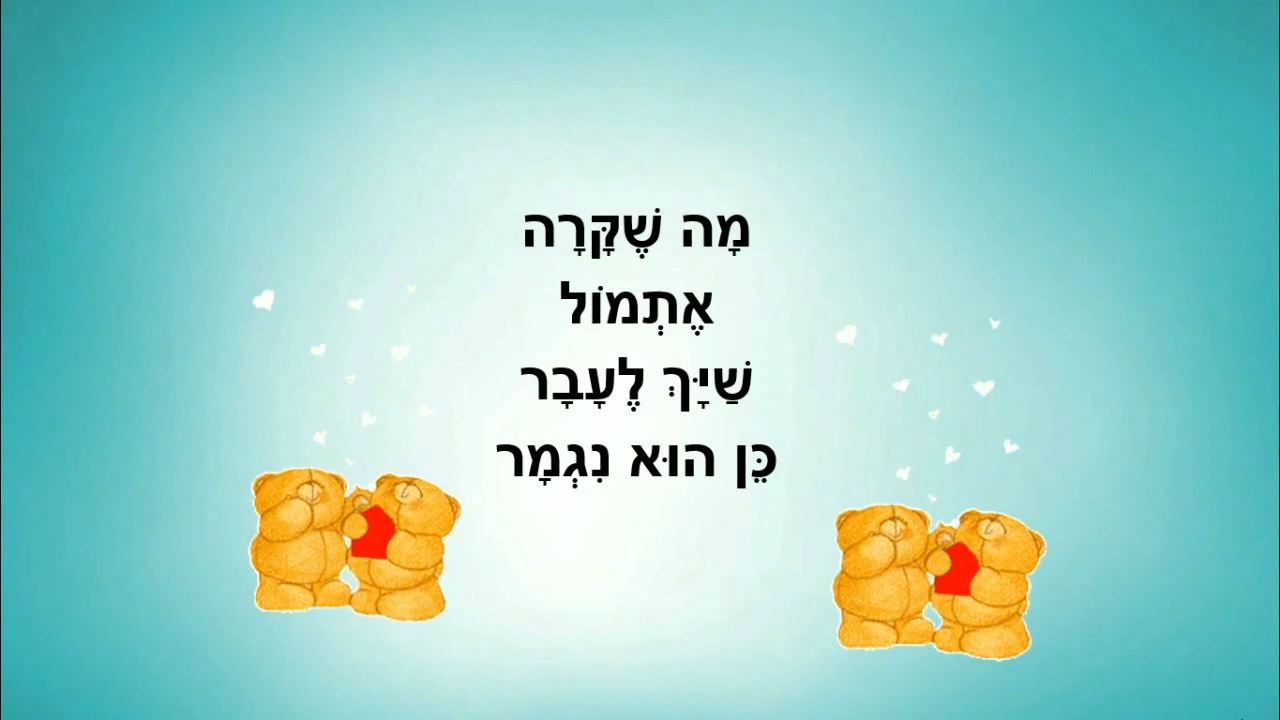 מָה שֶׁקָּרָה
אֶתְמוֹל
שַׁיָּּךְ לֶעָבָר
כֵּן הוּא נִגְמָר